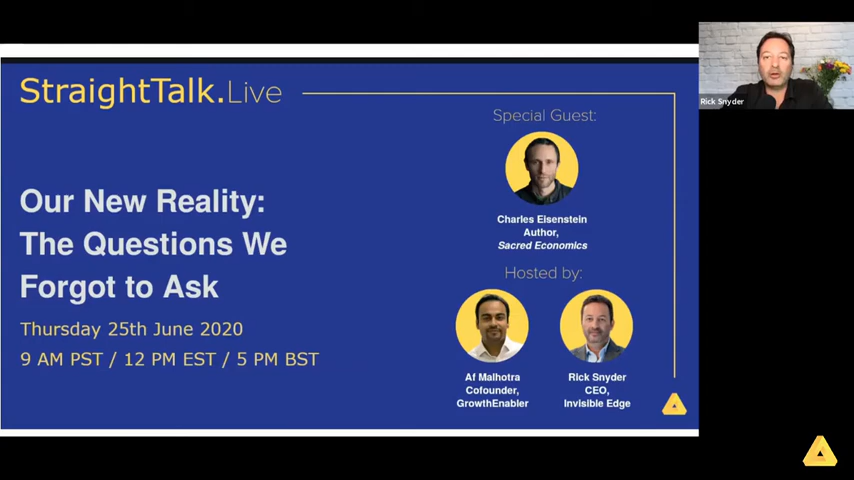 StraightTalk.Live
Special Guest:
Charles Eisenstein
Author,
Sacred Economics
Our New Reality:
The Questions We
Forgot to Ask
Thursday 25th June 2020
9 AM PST / 12 PM EST / 5 PM BST
Hosted by:
Af Malhotra
Cofounder,
GrowthEnabler
Rick Snyder
CEO,
Invisible Edge
Rick Snyder